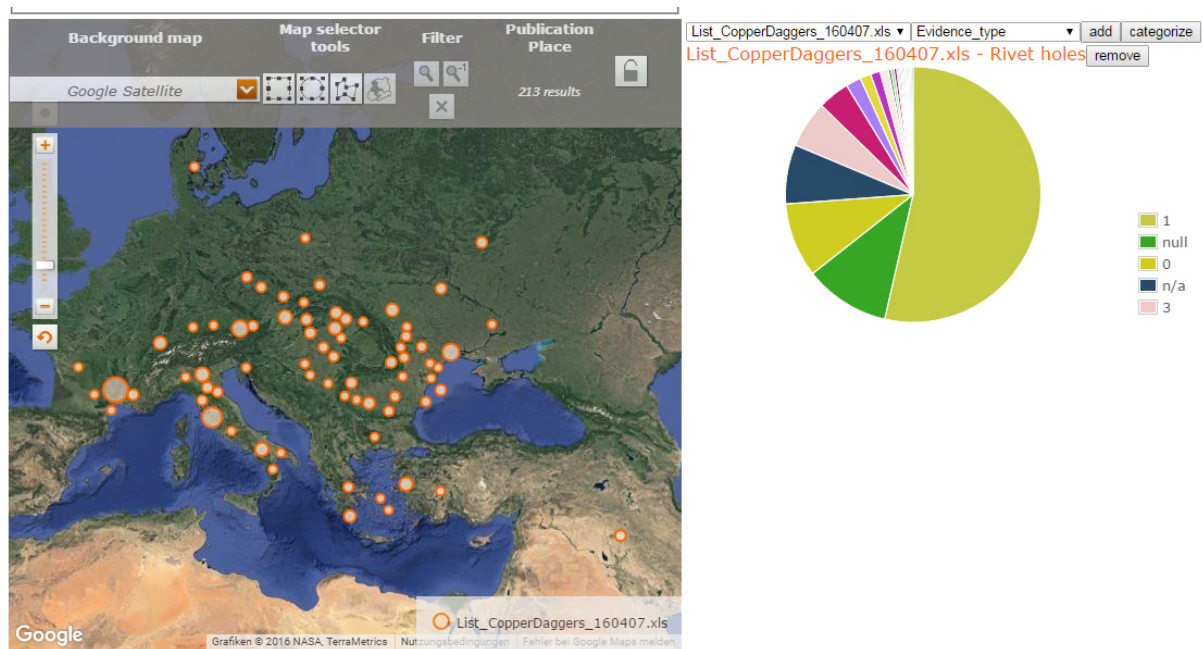 Background map
Map selector tools
Filter
Publication Place
Google Satellite
-1
213 results
+
−
Google
List_CopperDaggers_160407.xls
Grafiken © 2016 NASA, TerraMetrics
Nutzungsbedingungen
Fehler bei Google Maps melden
List_CopperDaggers_160407.xls
Evidence_type
add
categorize
List_CopperDaggers_160407.xls - Rivet holes
remove
1
null
0
n/a
3